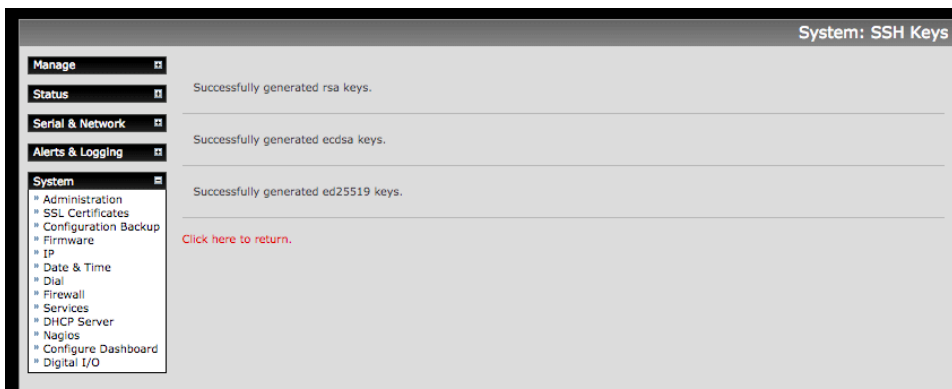 System: SSH Keys
Manage
Status
Serial & Network
Alerts & Logging
System
» Administration
» SSL Certificates
» Configuration Backup
» Firmware
» IP
» Date & Time
» Dial
» Firewall
» Services
» DHCP Server
» Nagios
» Configure Dashboard
» Digital I/O
Successfully generated rsa keys.
Successfully generated ecdsa keys.
Successfully generated ed25519 keys.
Click here to return.